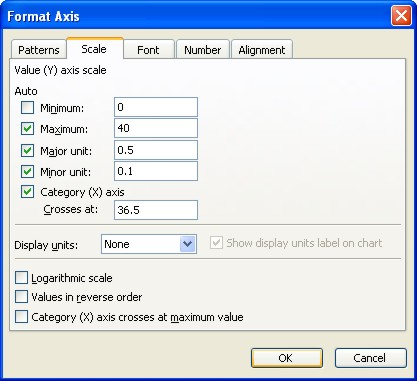 Format Axis
Patterns Scale Font Number Alignment
Value (Y) axis scale
Auto
Minimum: 0
Maximum: 40
Major unit: 0.5
Minor unit: 0.1
Category (X) axis
Crosses at: 36.5
Display units: None Show display units label on chart
Logarithmic scale
Values in reverse order
Category (X) axis crosses at maximum value
OK Cancel